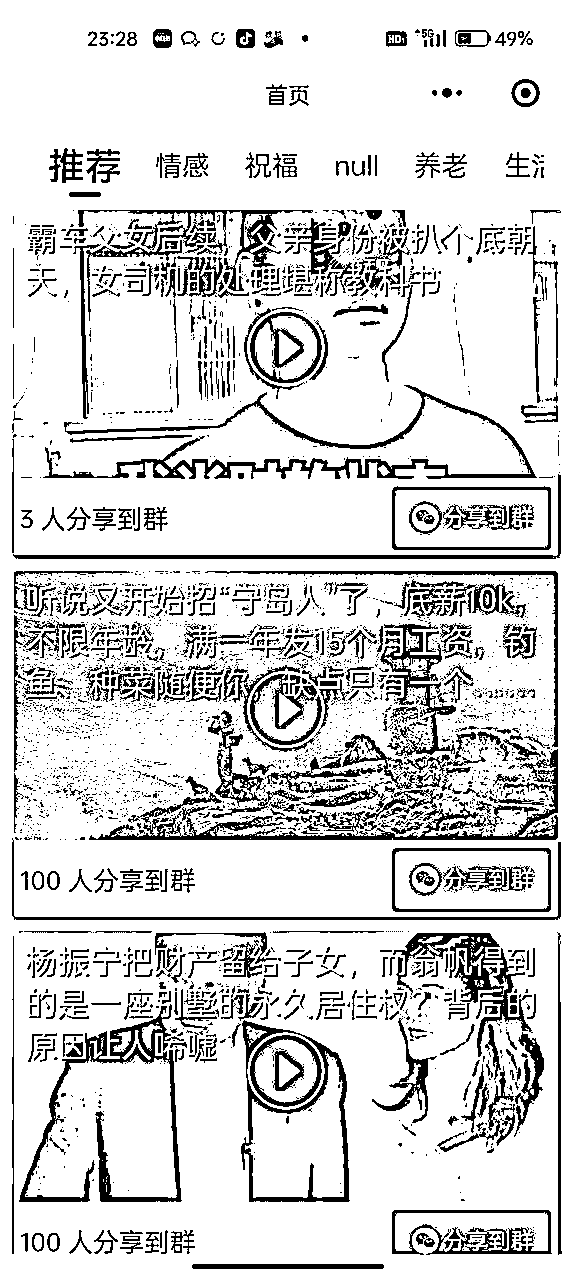 23:28 HD 5G 49%
首页
推荐 情感 祝福 null 养老 生活
霸车父女后续，父亲身份被扒个底朝
天，女司机的处理堪称教科书
3 人分享到群 分享到群
听说又开始招“守岛人”了，底薪10k，
不限年龄，满一年发15个月工资，钓
鱼、种菜随便你，缺点只有一个……
100 人分享到群 分享到群
杨振宁把财产留给子女，而翁帆得到
的是一座别墅的永久居住权？背后的
原因让人唏嘘
100 人分享到群 分享到群